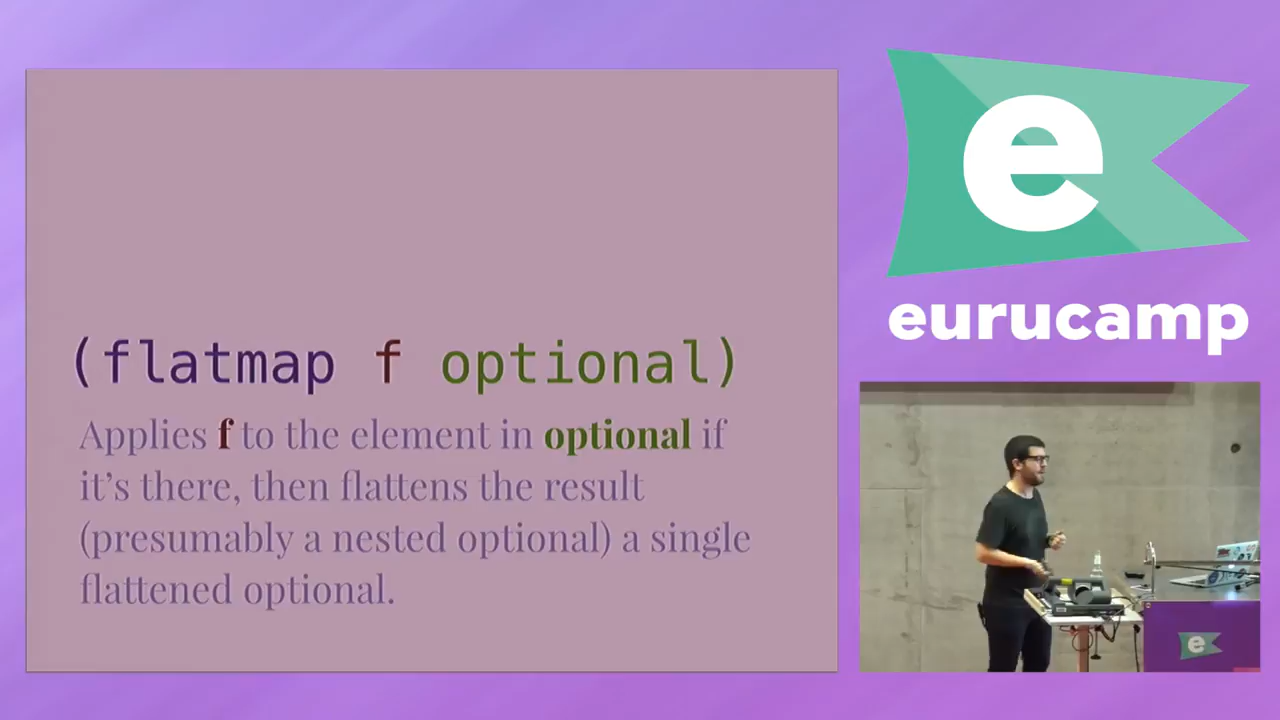 (flatmap f optional)
Applies f to the element in optional if
it’s there, then flattens the result
(presumably a nested optional) a single
flattened optional.
e
eurucamp
e